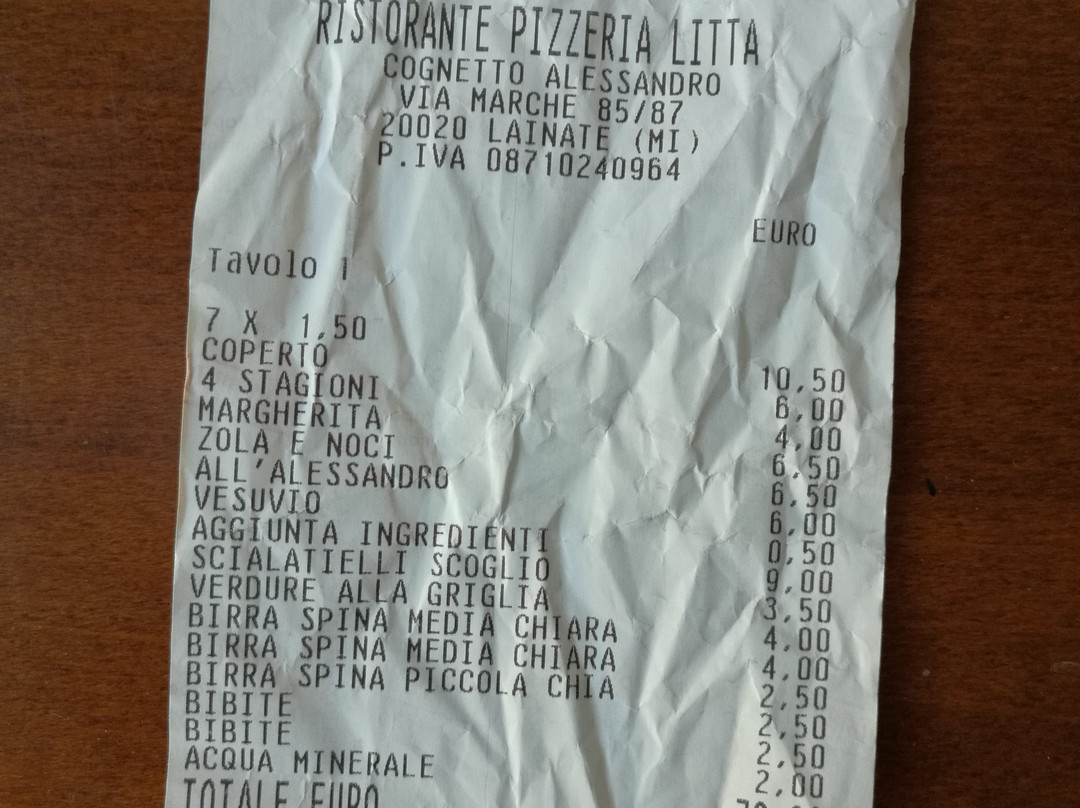 RISTORANTE PIZZERIA LITTA
COGNETTO ALESSANDRO
VIA MARCHE 85/87
20020 LAINATE (MI)
P.IVA 08710240964
EURO
Tavolo 1
7 X 1,50
COPERTO 10,50
4 STAGIONI 6,00
MARGHERITA 4,00
ZOLA E NOCI 6,50
ALL'ALESSANDRO 6,50
VESUVIO 6,00
AGGIUNTA INGREDIENTI 0,50
SCIALATIELLI SCOGLIO 9,00
VERDURE ALLA GRIGLIA 3,50
BIRRA SPINA MEDIA CHIARA 4,00
BIRRA SPINA MEDIA CHIARA 4,00
BIRRA SPINA PICCOLA CHIA 2,50
BIBITE 2,50
BIBITE 2,50
ACQUA MINERALE 2,00
TOTALE EURO